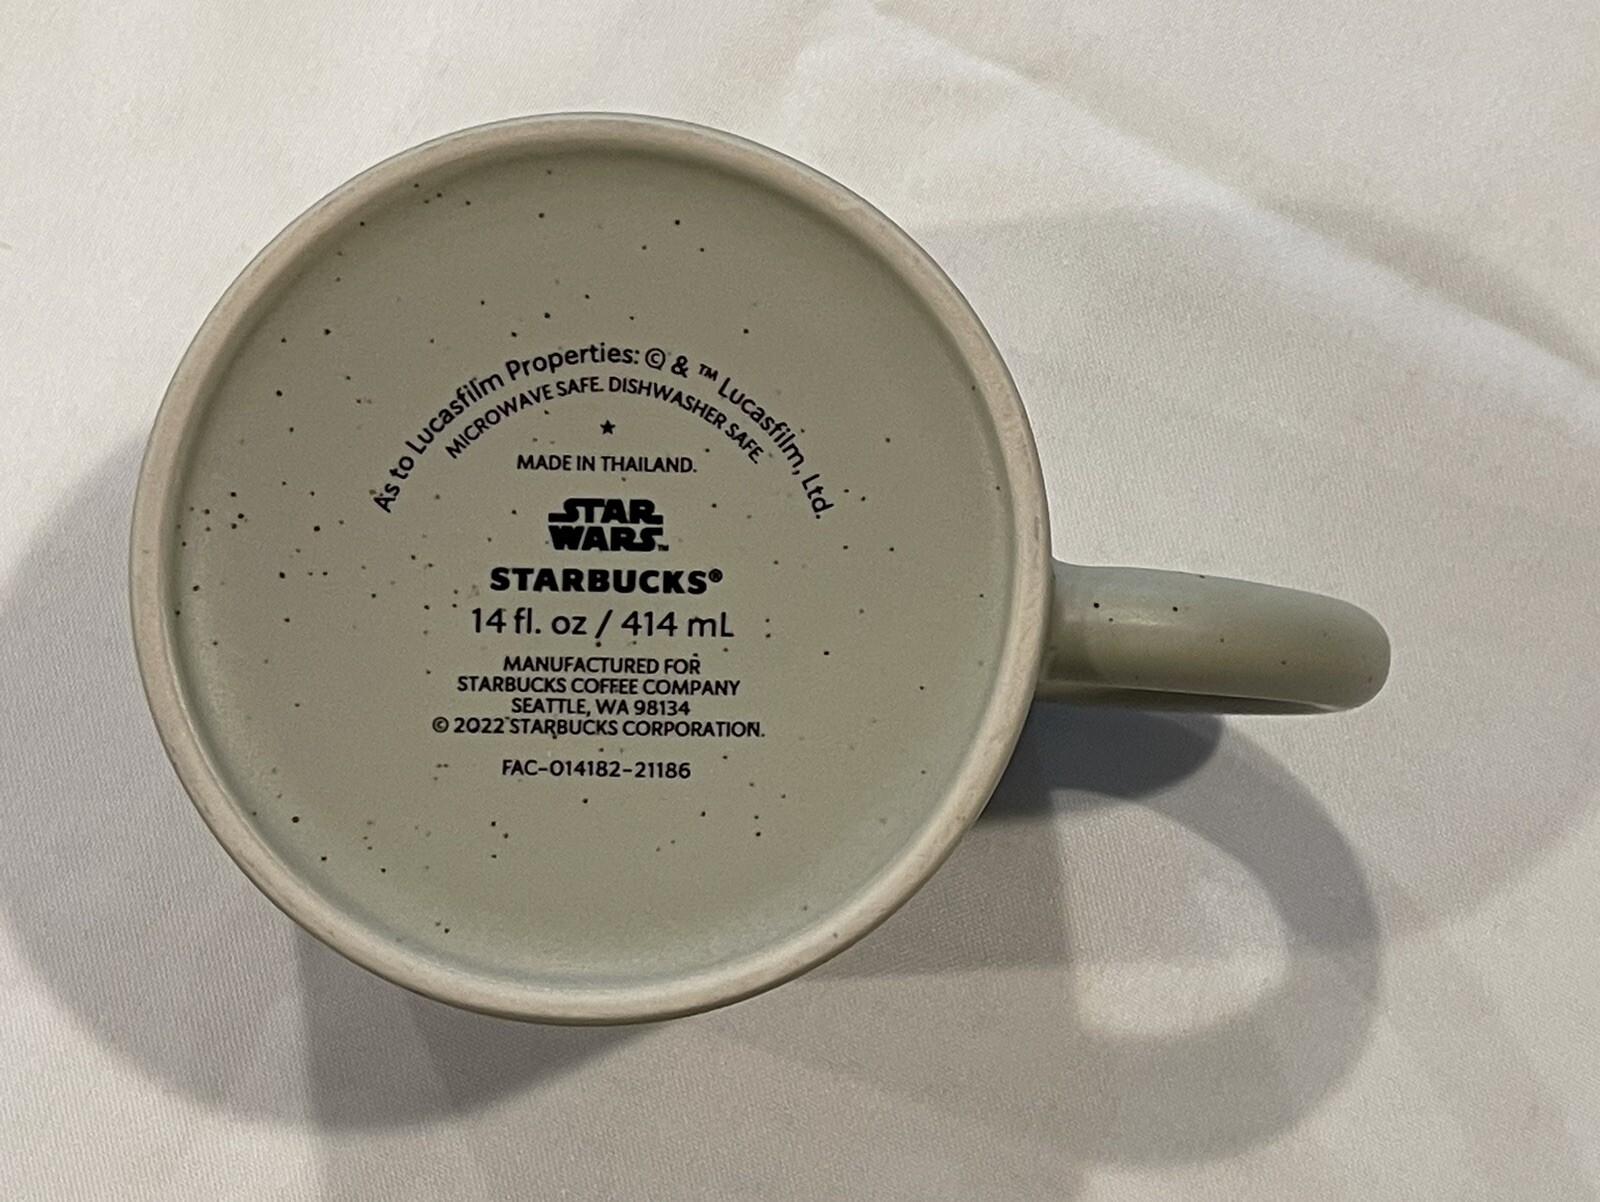 As to Lucasfilm Properties: © & ™ Lucasfilm, Ltd.
MICROWAVE SAFE. DISHWASHER SAFE.
MADE IN THAILAND.
STAR
WARS™
STARBUCKS®
14 fl. oz / 414 mL
MANUFACTURED FOR
STARBUCKS COFFEE COMPANY
SEATTLE, WA 98134
© 2022 STARBUCKS CORPORATION.
FAC-014182-21186